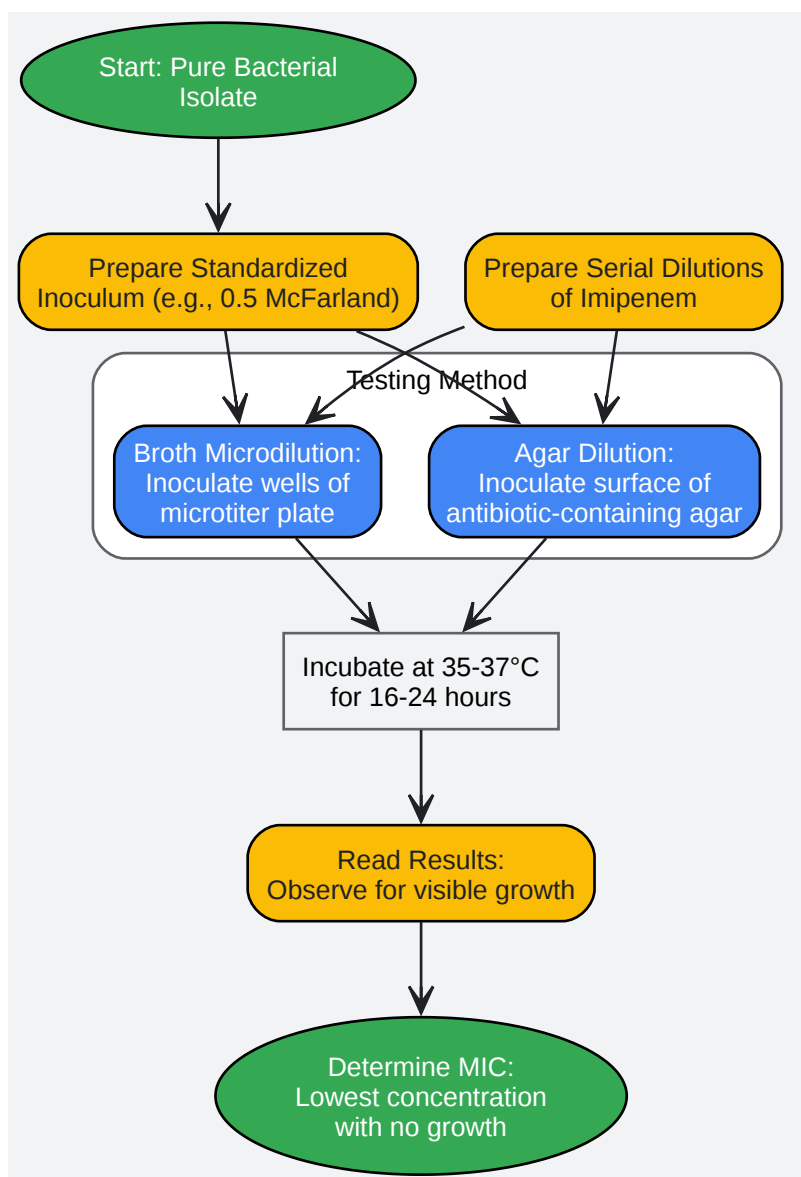 Start: Pure Bacterial
Isolate
Prepare Standardized
Inoculum (e.g., 0.5 McFarland)
Prepare Serial Dilutions
of Imipenem
Testing Method
Broth Microdilution:
Inoculate wells of
microtiter plate
Agar Dilution:
Inoculate surface of
antibiotic-containing agar
Incubate at 35-37°C
for 16-24 hours
Read Results:
Observe for visible growth
Determine MIC:
Lowest concentration
with no growth